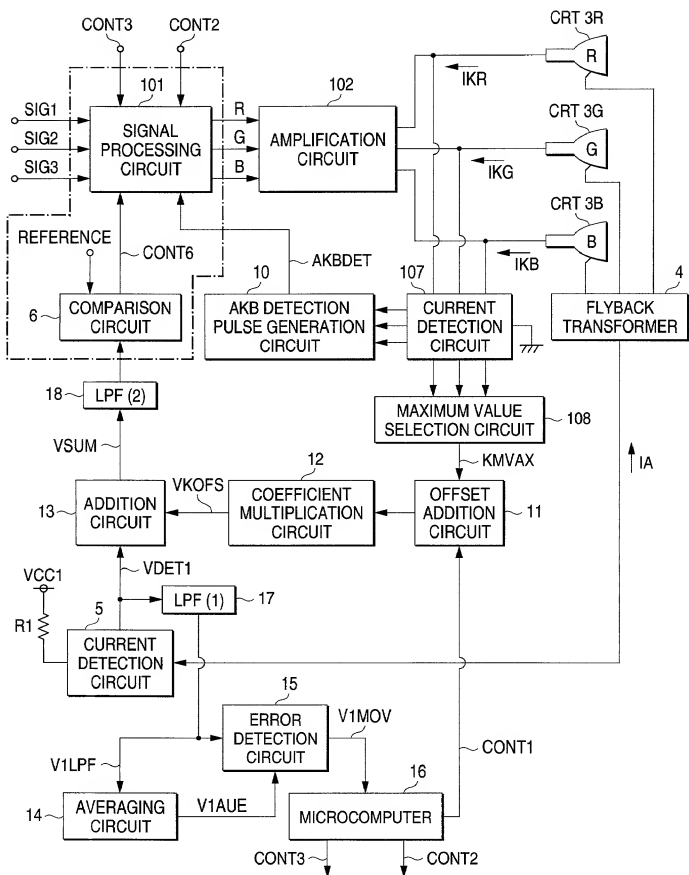 CONT3
CONT2
CRT 3R
101
102
R
IKR
SIG1
SIG2
SIG3
SIGNAL
PROCESSING
CIRCUIT
R
G
B
AMPLIFICATION
CIRCUIT
CRT 3G
G
IKG
CRT 3B
B
IKB
REFERENCE
CONT6
AKBDET
10
107
4
6
COMPARISON
CIRCUIT
AKB DETECTION
PULSE GENERATION
CIRCUIT
CURRENT
DETECTION
CIRCUIT
FLYBACK
TRANSFORMER
18
LPF (2)
MAXIMUM VALUE
SELECTION CIRCUIT
108
VSUM
KMVAX
IA
12
VKOFS
13
ADDITION
CIRCUIT
COEFFICIENT
MULTIPLICATION
CIRCUIT
OFFSET
ADDITION
CIRCUIT
11
VCC1
VDET1
LPF (1)
17
R1
5
CURRENT
DETECTION
CIRCUIT
15
ERROR
DETECTION
CIRCUIT
V1MOV
CONT1
V1LPF
16
14
AVERAGING
CIRCUIT
V1AUE
MICROCOMPUTER
CONT3
CONT2